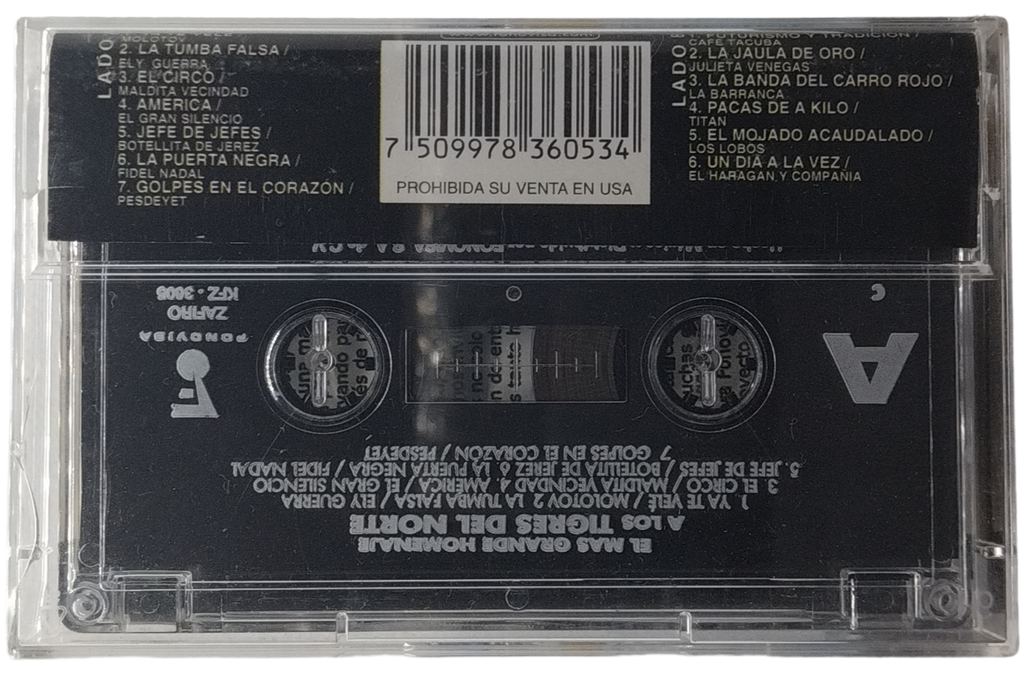 LADO
MOLOTOV
2. LA TUMBA FALSA /
ELY GUERRA
3. EL CIRCO /
MALDITA VECINDAD
4. AMERICA /
EL GRAN SILENCIO
5. JEFE DE JEFES /
BOTELLITA DE JEREZ
6. LA PUERTA NEGRA /
FIDEL NADAL
7. GOLPES EN EL CORAZÓN /
PESDEYET
7 509978 360534
PROHIBIDA SU VENTA EN USA
LADO
1. FUTURISMO Y TRADICION /
CAFE TACUBA
2. LA JAULA DE ORO /
JULIETA VENEGAS
3. LA BANDA DEL CARRO ROJO /
LA BARRANCA
4. PACAS DE A KILO /
TITAN
5. EL MOJADO ACAUDALADO /
LOS LOBOS
6. UN DIA A LA VEZ /
EL HARAGAN Y COMPAÑIA
EL MAS GRANDE HOMENAJE
A LOS TIGRES DEL NORTE
1. YA TE VELÉ / MOLOTOV 2 LA TUMBA FALSA / ELY GUERRA
3. EL CIRCO / MALDITA VECINDAD 4. AMERICA / EL GRAN SILENCIO
5. JEFE DE JEFES / BOTELLITA DE JEREZ 6. LA PUERTA NEGRA / FIDEL NADAL
7 GOLPES EN EL CORAZÓN / PESDEYET
A
FONOVISA
ZAFIRO
KFZ - 3605